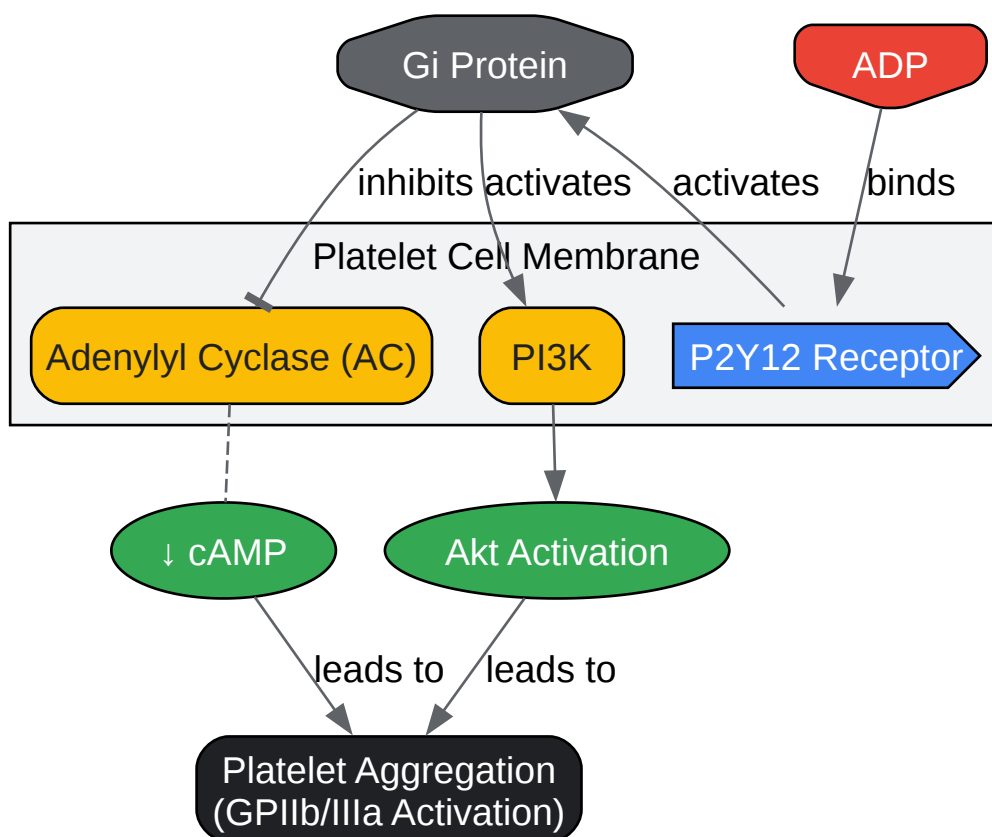 Gi Protein
ADP
inhibits
activates
activates
binds
Platelet Cell Membrane
Adenylyl Cyclase (AC)
PI3K
P2Y12 Receptor
↓ cAMP
Akt Activation
leads to
leads to
Platelet Aggregation
(GPIIb/IIIa Activation)